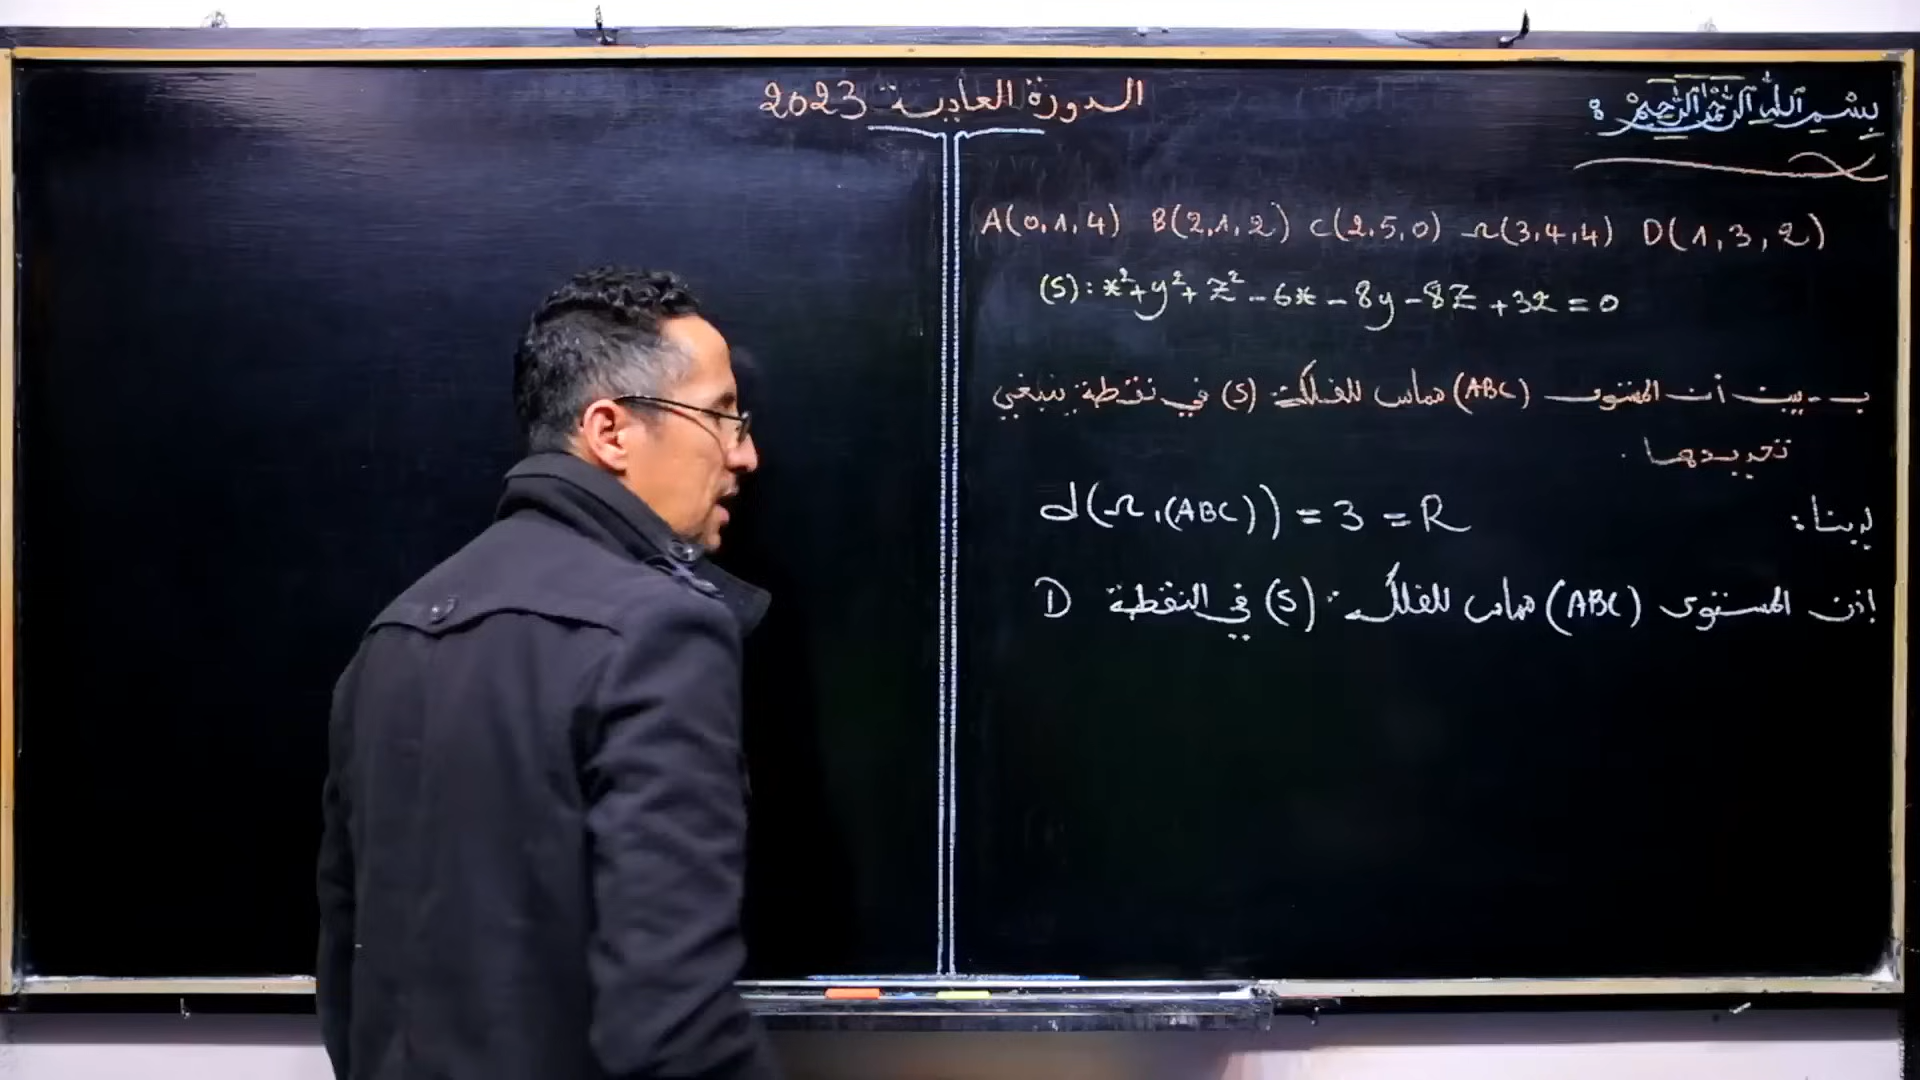 الدورة العادية 2023
بسم الله الرحمن الرحيم :
A(0,1,4) B(2,1,2) C(2,5,0) Ω(3,4,4) D(1,3,2)
(S): x²+y²+z²-6x-8y-8z+32=0
ب - بين أن المستوى (ABC) مماس للفلكة (S) في نقطة ينبغي
تحديدها .
لدينا: d(Ω,(ABC)) = 3 = R
إذن المستوى (ABC) مماس للفلكة (S) في النقطة D